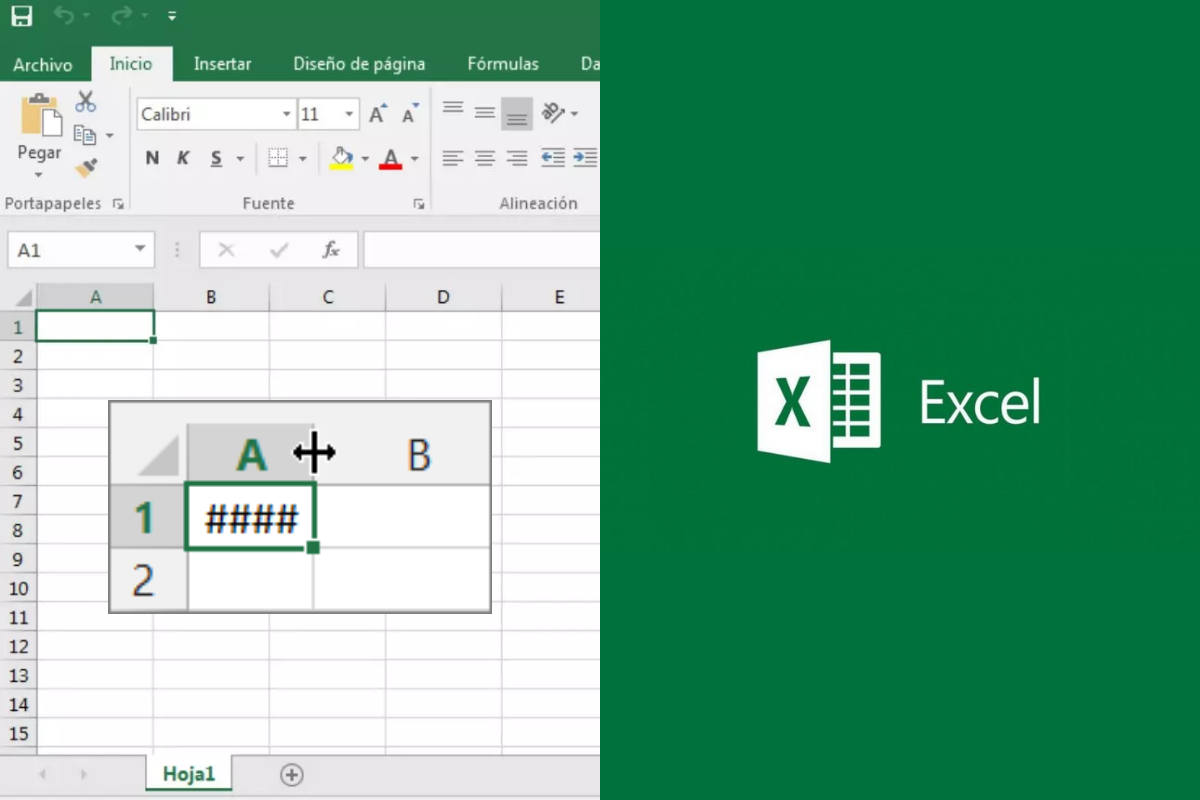 Archivo Inicio Insertar Diseño de página Fórmulas Da
Calibri 11 A A
Pegar N K S A
Portapapeles Fuente Alineación
A1 fx
A B C D E
1
2
3
4
5
6
7
8
9
10
11
12
13
14
15
A B
1 ####
2
Hoja1
X Excel